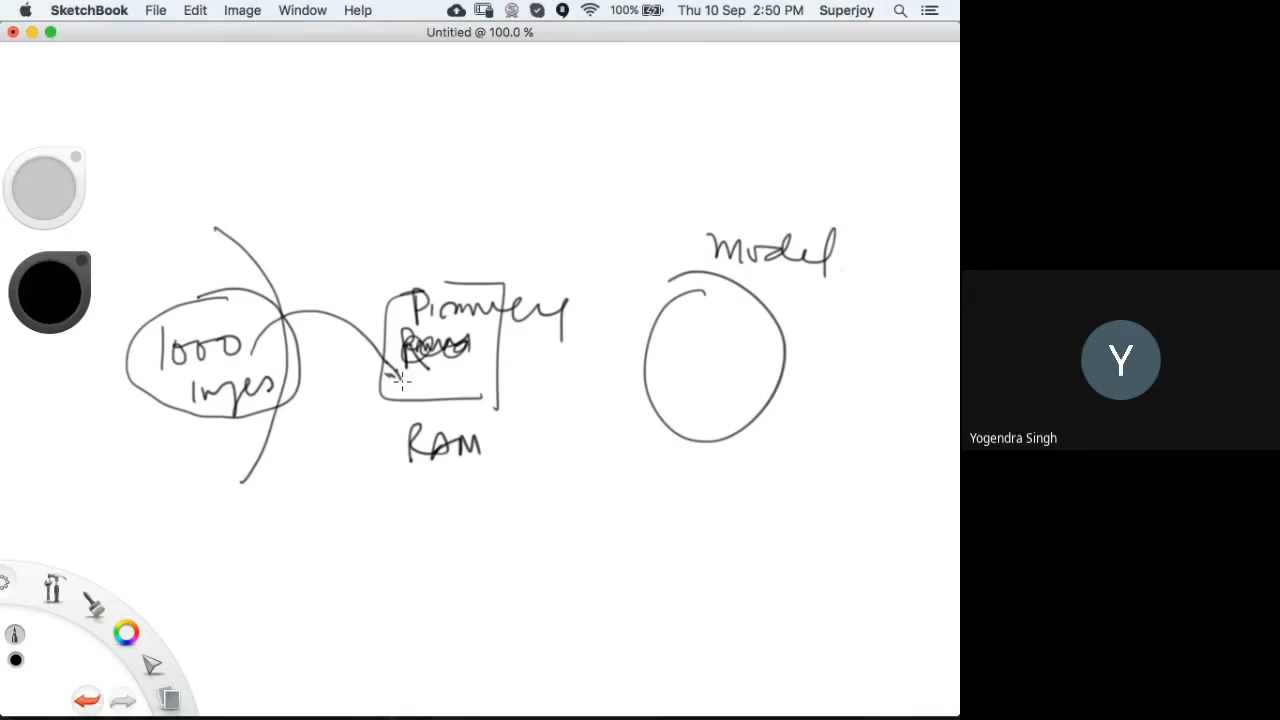 SketchBook File Edit Image Window Help 100% Thu 10 Sep 2:50 PM Superjoy
Untitled @ 100.0 %
Model
1000
Primary
RAM
Y
Yogendra Singh